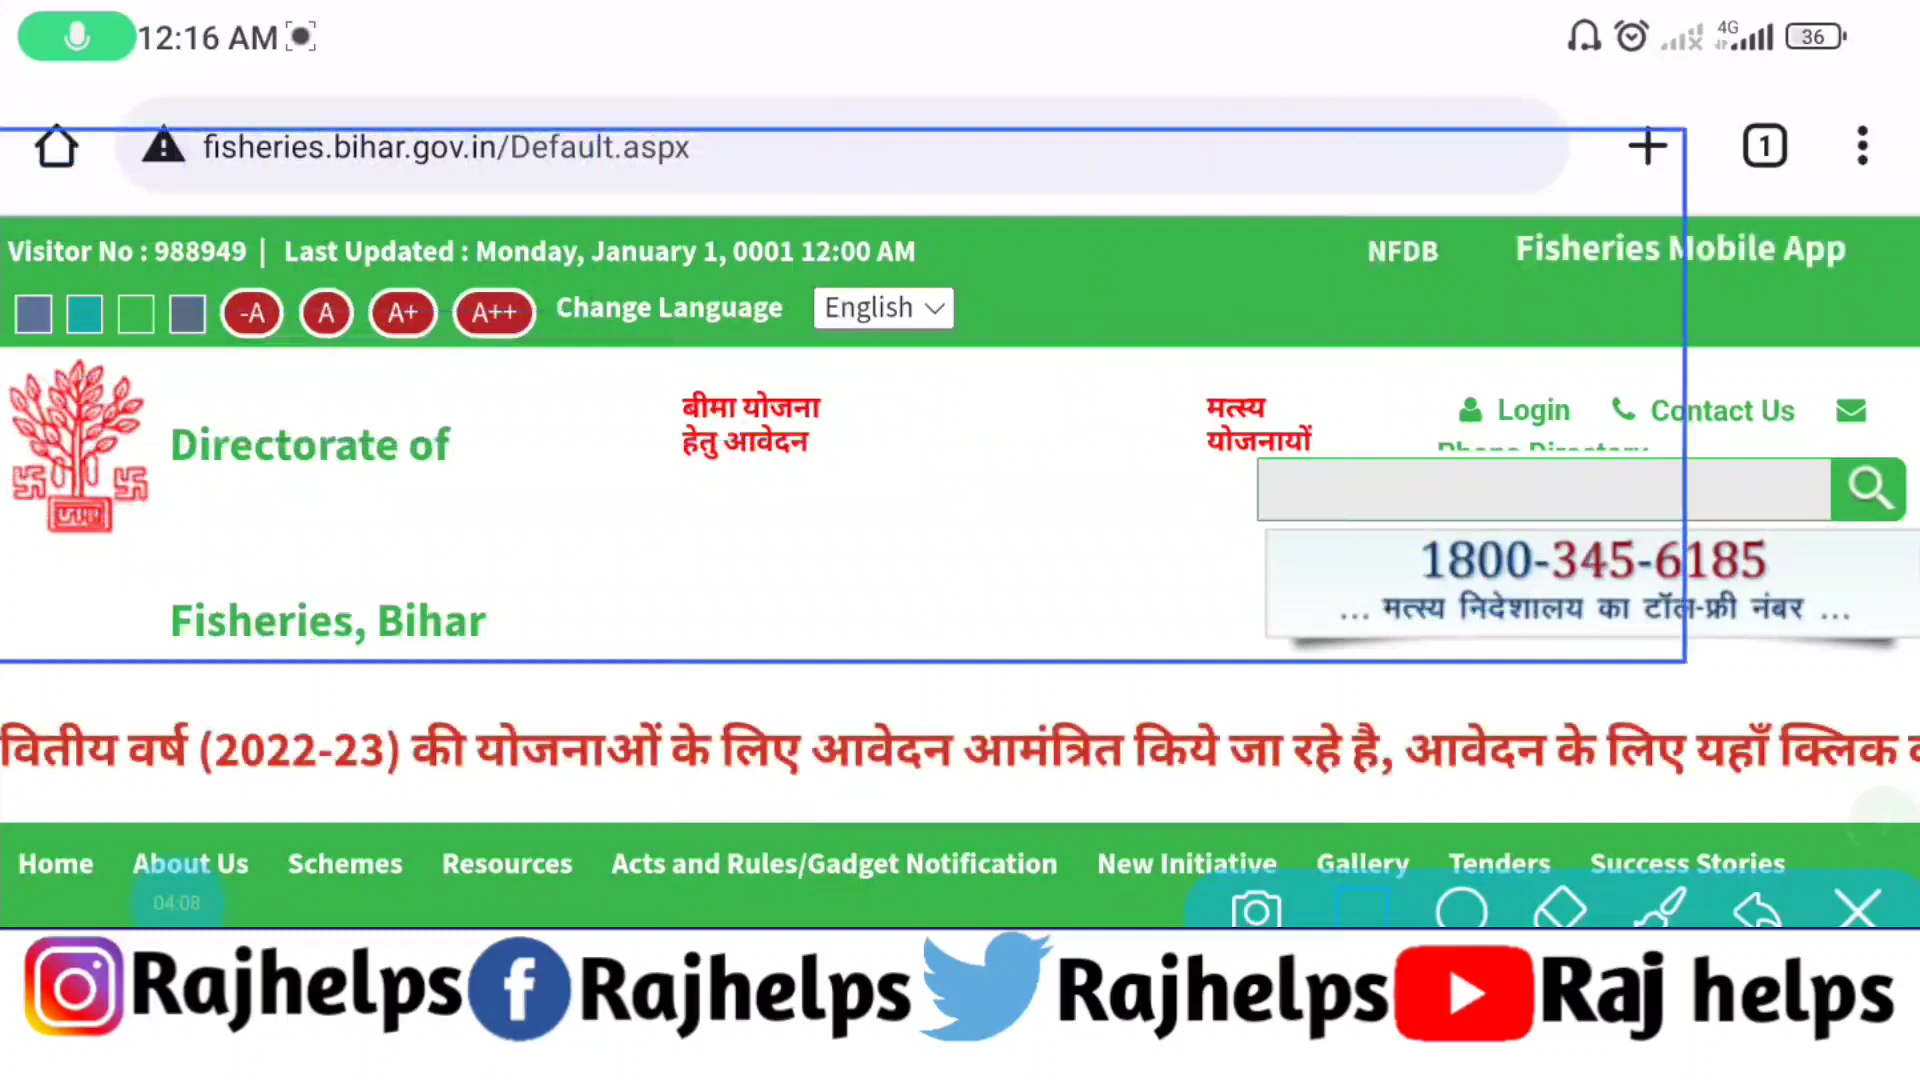 12:16 AM
4G
36
fisheries.bihar.gov.in/Default.aspx
1
Visitor No : 988949 | Last Updated : Monday, January 1, 0001 12:00 AM
NFDB
Fisheries Mobile App
-A A A+ A++ Change Language English
Directorate of
Fisheries, Bihar
बीमा योजना
हेतु आवेदन
मत्स्य
योजनायों
Login Contact Us
Phone Directory
1800-345-6185
... मत्स्य निदेशालय का टॉल-फ्री नंबर ...
वितीय वर्ष (2022-23) की योजनाओं के लिए आवेदन आमंत्रित किये जा रहे है, आवेदन के लिए यहाँ क्लिक
Home About Us Schemes Resources Acts and Rules/Gadget Notification New Initiative Gallery Tenders Success Stories
04:08
Rajhelps Rajhelps Rajhelps Raj helps